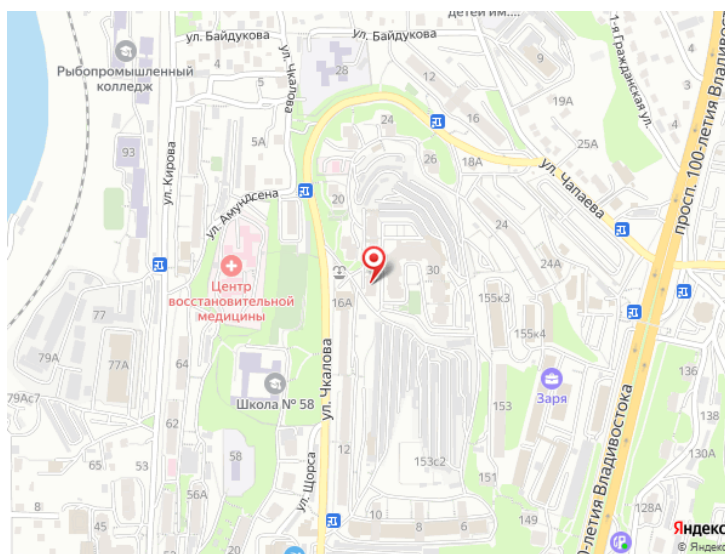 детей им....
ул. Байдукова
ул. Байдукова
ул. Чкалова
Рыбопромышленный
колледж
28
12
9
4
4
19А
1-я Гражданская ул.
16
24
5А
93
ул. Кирова
26
18А
25А
ул. Чапаева
просп. 100-летия Владивостока
20
ул. Амундсена
24
24А
Центр
восстановительной
медицины
30
16А
155к3
155к4
77
79А
77А
64
79Ас7
ул. Чкалова
Школа № 58
Заря
136
153
62
12
58
153с2
65
53
151
130А
8
56А
ул. Щорса
45
10
8
6
149
128А
100-летия Владивостока
Яндекс
© Яндекс